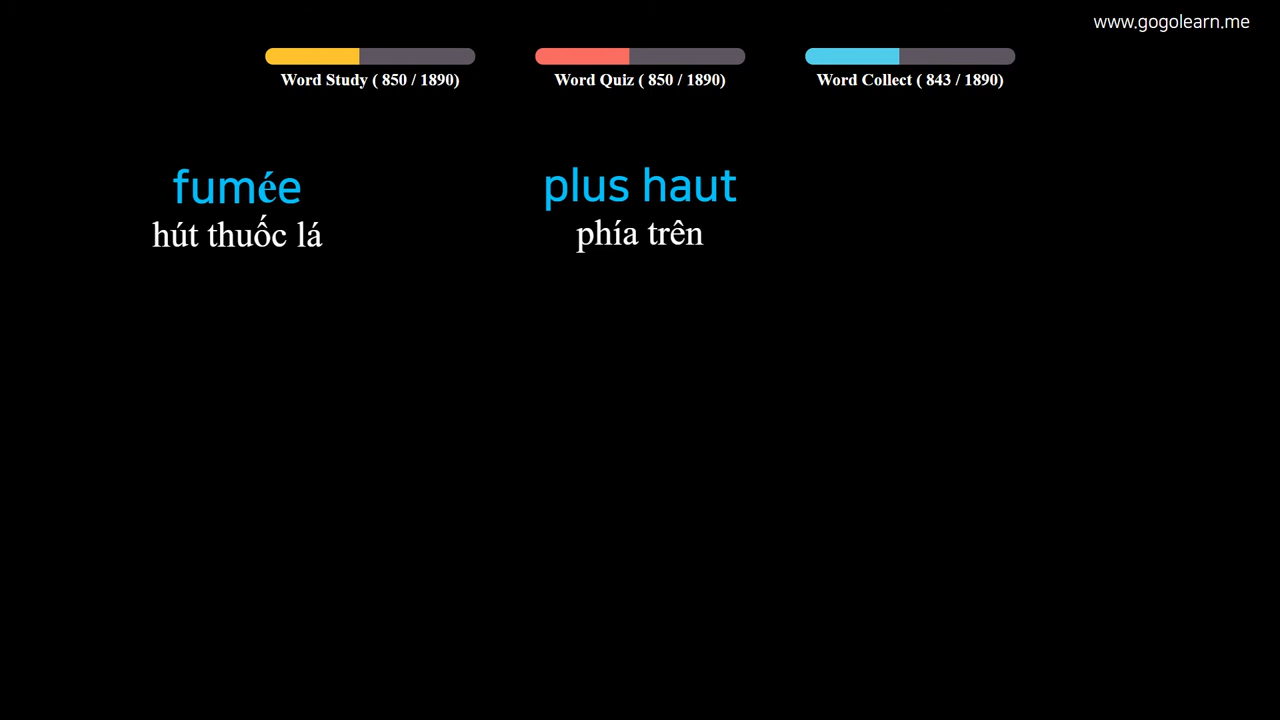 www.gogolearn.me
Word Study ( 850 / 1890)
Word Quiz ( 850 / 1890)
Word Collect ( 843 / 1890)
fumée
hút thuốc lá
plus haut
phía trên